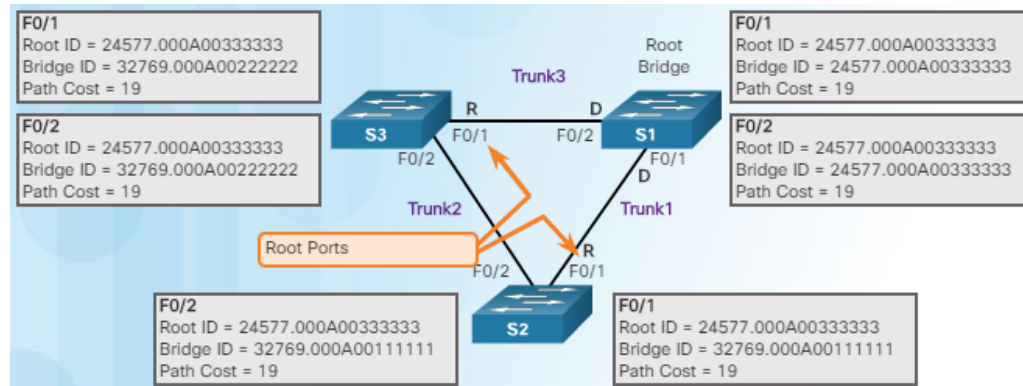 F0/1
Root ID = 24577.000A00333333
Bridge ID = 32769.000A00222222
Path Cost = 19
F0/1
Root ID = 24577.000A00333333
Bridge ID = 24577.000A00333333
Path Cost = 19
Root
Bridge
Trunk3
R
D
S3
F0/1
F0/2
S1
F0/2
F0/1
D
F0/2
Root ID = 24577.000A00333333
Bridge ID = 32769.000A00222222
Path Cost = 19
F0/2
Root ID = 24577.000A00333333
Bridge ID = 24577.000A00333333
Path Cost = 19
Trunk2
Trunk1
Root Ports
R
F0/2
F0/1
S2
F0/2
Root ID = 24577.000A00333333
Bridge ID = 32769.000A00111111
Path Cost = 19
F0/1
Root ID = 24577.000A00333333
Bridge ID = 32769.000A00111111
Path Cost = 19